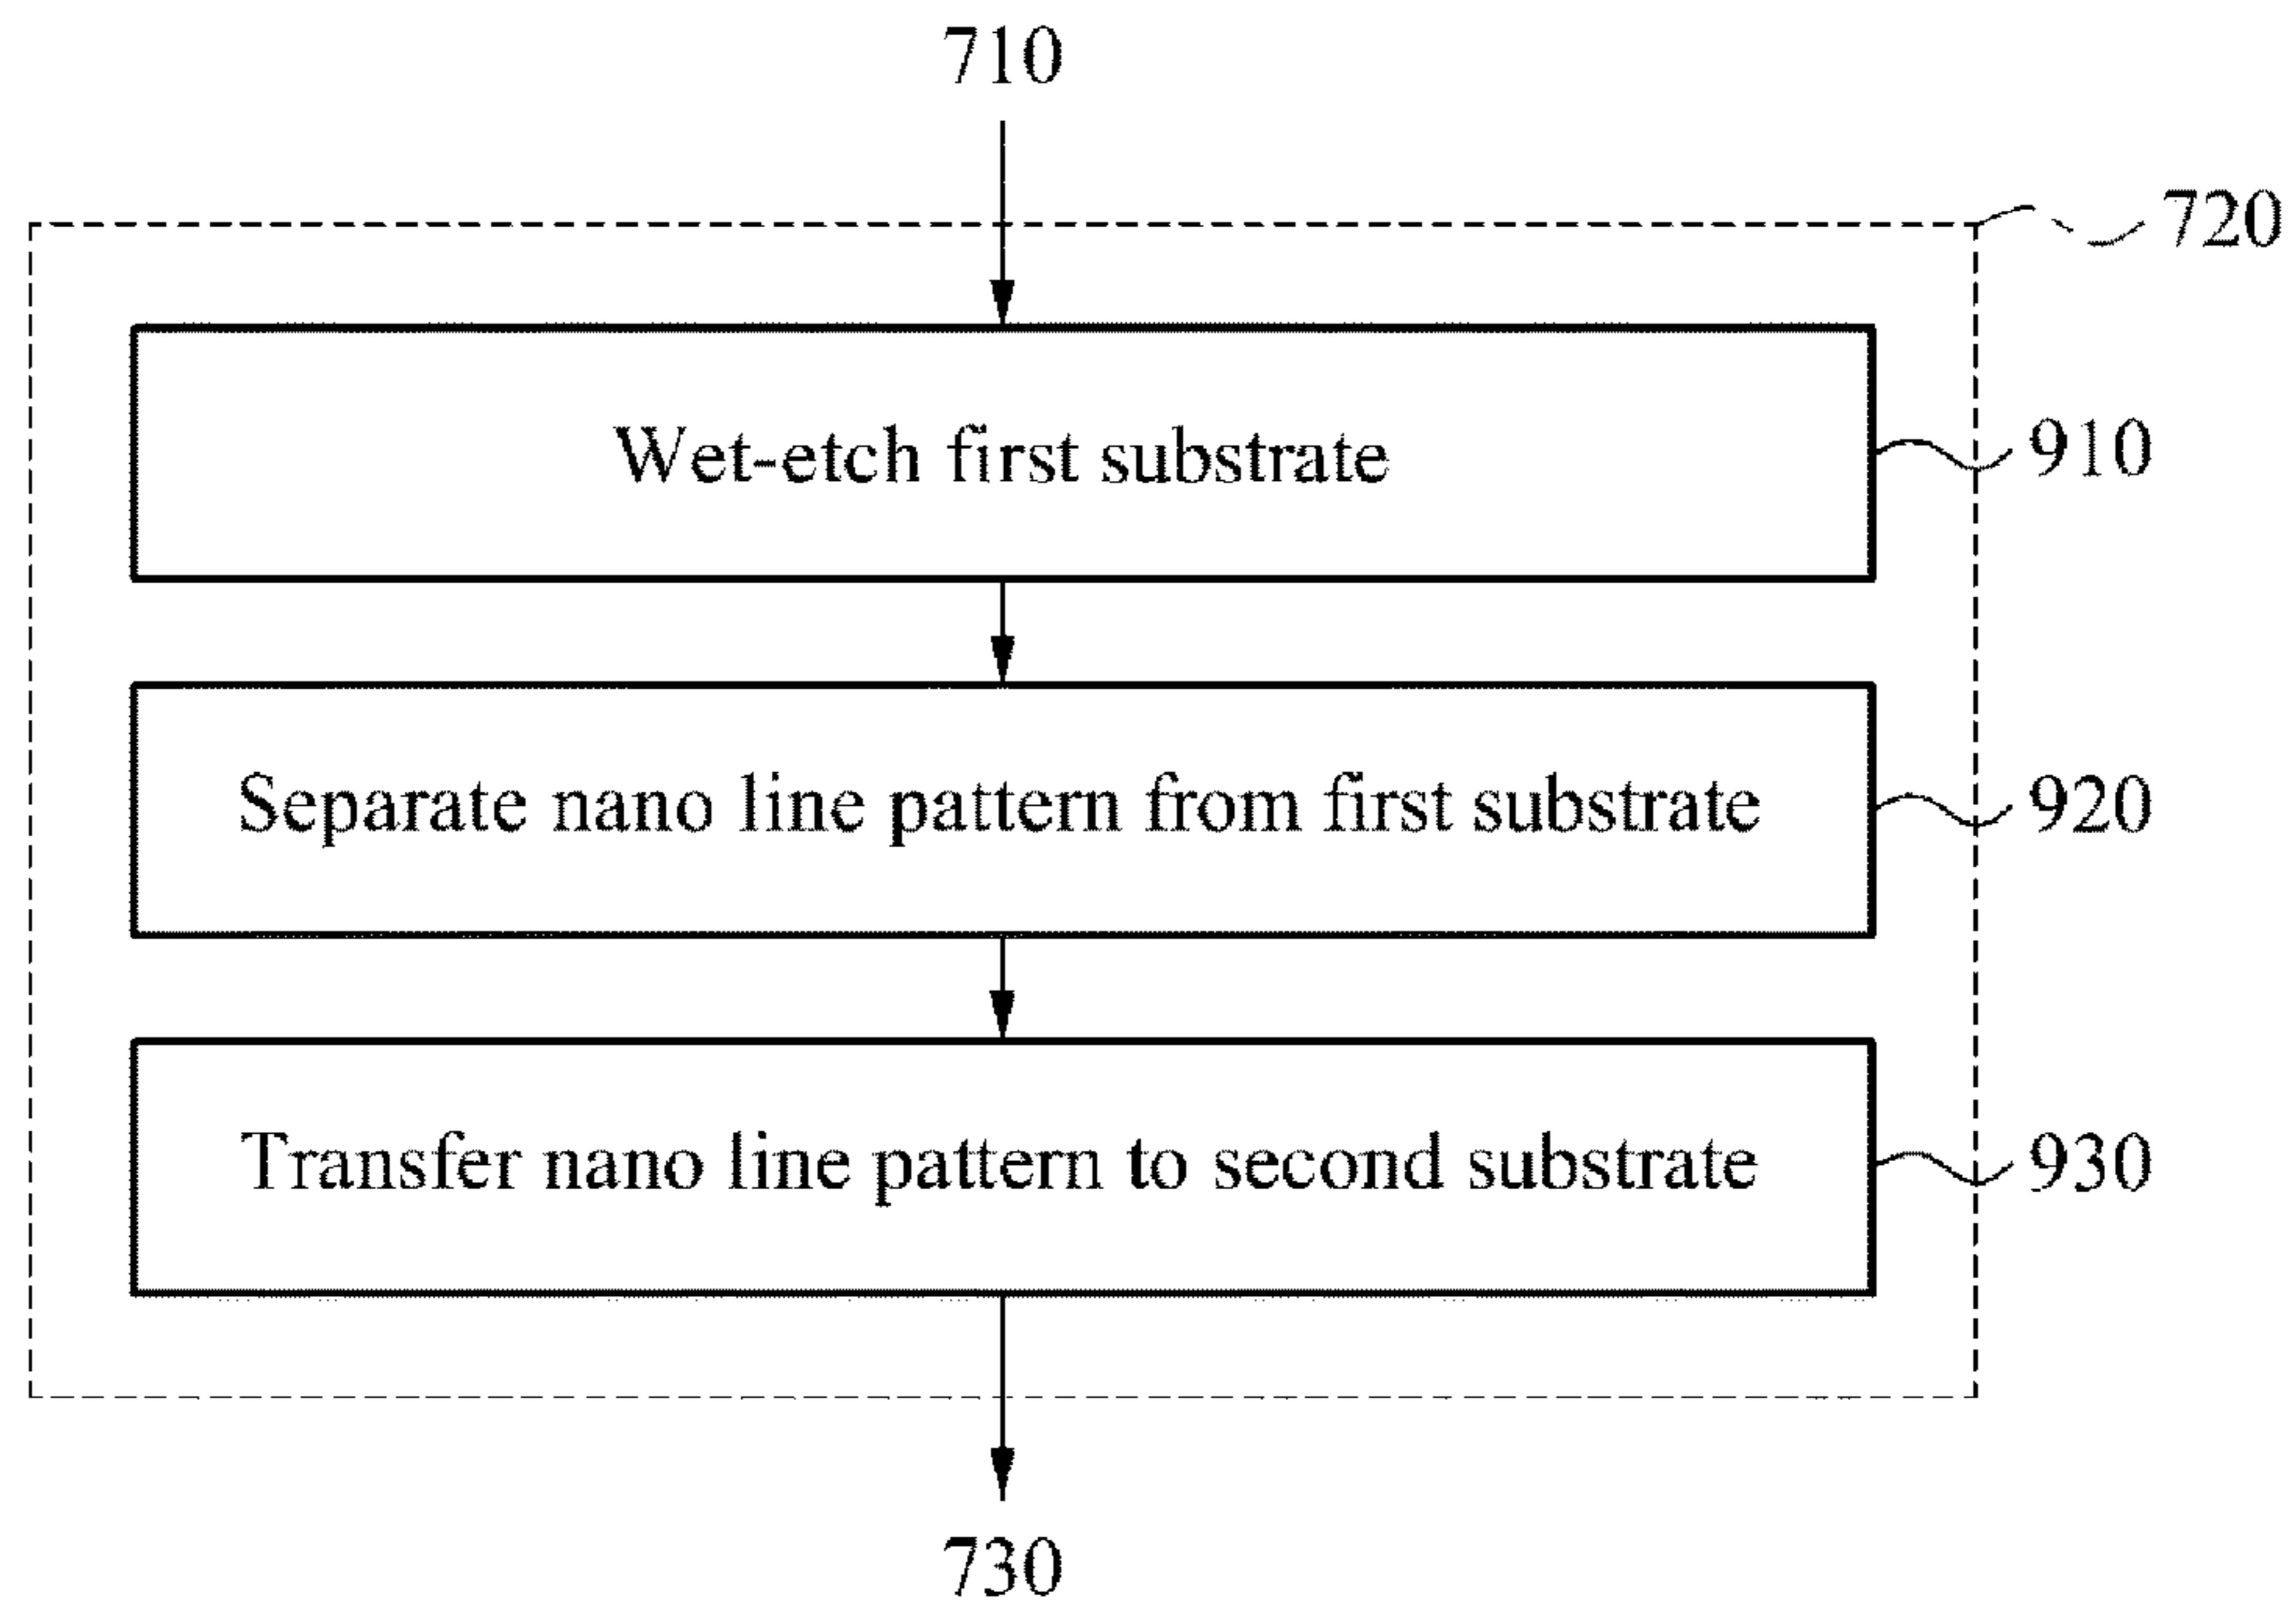 710
720
Wet-etch first substrate
910
Separate nano line pattern from first substrate
920
Transfer nano line pattern to second substrate
930
730